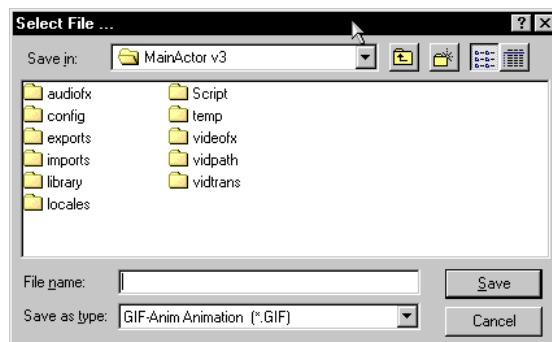 Select File ...
Save in: MainActor v3
audiofx Script
config temp
exports videofx
imports vidpath
library vidtrans
locales
File name: Save
Save as type: GIF-Anim Animation (*.GIF) Cancel